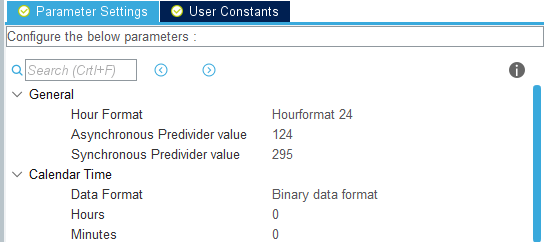 Parameter Settings User Constants
Configure the below parameters :
Search (CrtI+F)
General
Hour Format Hourformat 24
Asynchronous Predivider value 124
Synchronous Predivider value 295
Calendar Time
Data Format Binary data format
Hours 0
Minutes 0